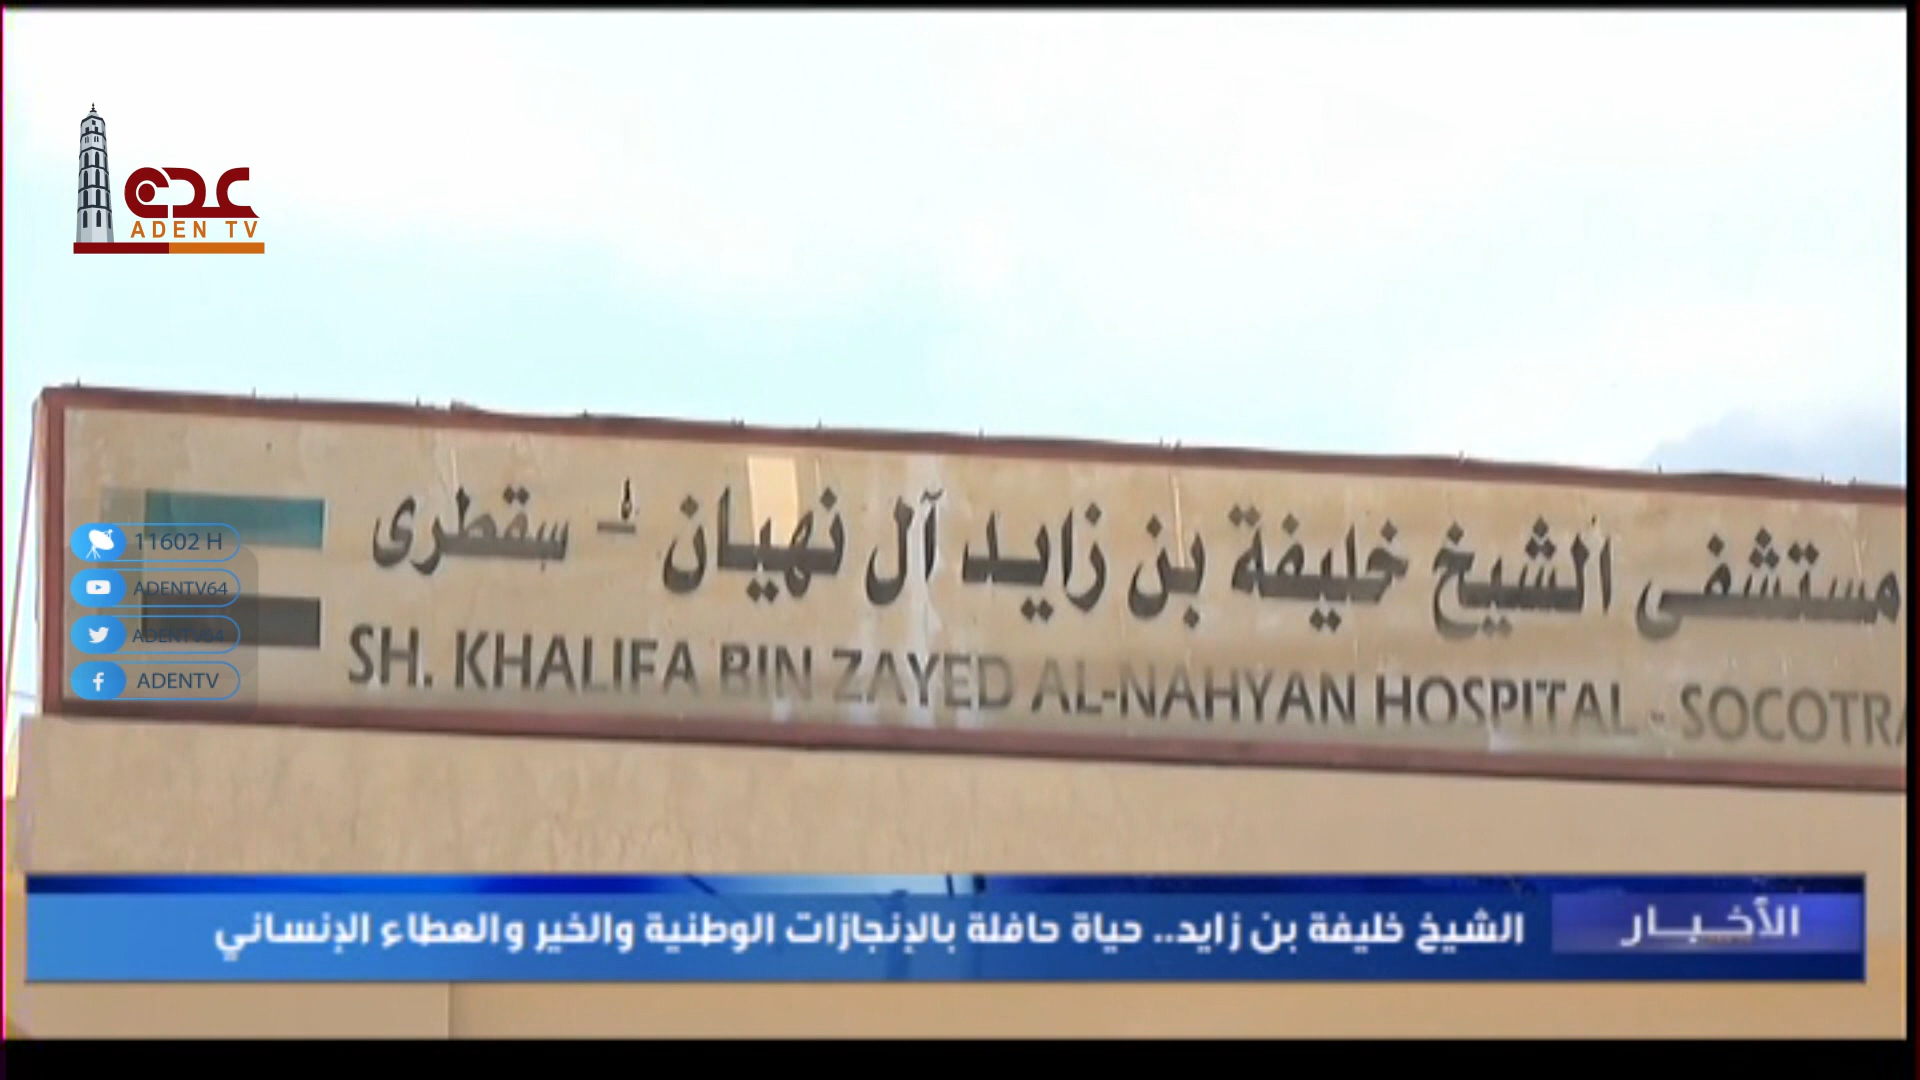 عدن
ADEN TV
مستشفى الشيخ خليفة بن زايد آل نهيان - سقطرى
SH. KHALIFA BIN ZAYED AL-NAHYAN HOSPITAL - SOCOTRA
11602 H
ADENTV64
ADENTV64
ADENTV
الأخبار
الشيخ خليفة بن زايد.. حياة حافلة بالإنجازات الوطنية والخير والعطاء الإنساني